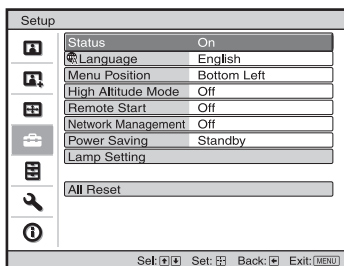 Setup
Status On
Language English
Menu Position Bottom Left
High Altitude Mode Off
Remote Start Off
Network Management Off
Power Saving Standby
Lamp Setting
All Reset
Sel: Set: Back: Exit: MENU